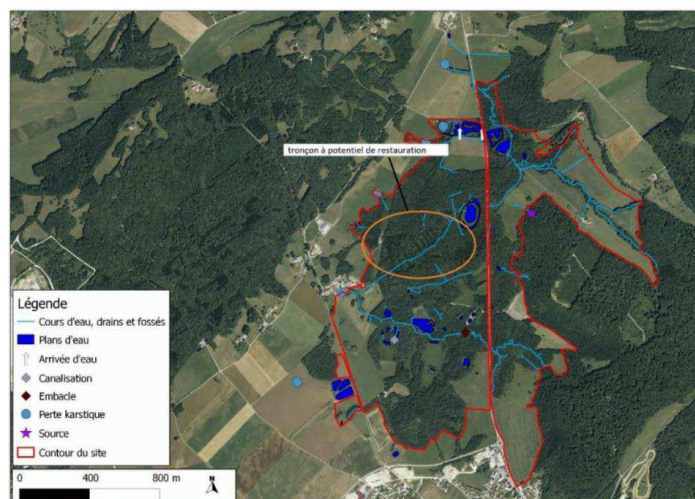 tronçon à potentiel de restauration
Légende
Cours d'eau, drains et fossés
Plans d'eau
Arrivée d'eau
Canalisation
Embacle
Perte karstique
Source
Contour du site
0 400 800 m
N